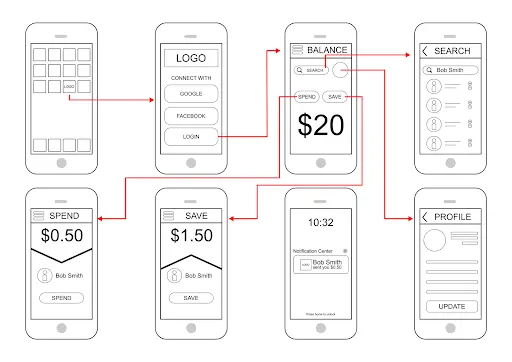 LOGO
LOGO
CONNECT WITH
GOOGLE
FACEBOOK
LOGIN
BALANCE
SEARCH
SPEND
SAVE
$20
SEARCH
Bob Smith
SPEND
$0.50
Bob Smith
SPEND
SAVE
$1.50
Bob Smith
SAVE
10:32
Notification Center
LOGO
Bob Smith
sent you $0.50
Press home to unlock
PROFILE
UPDATE